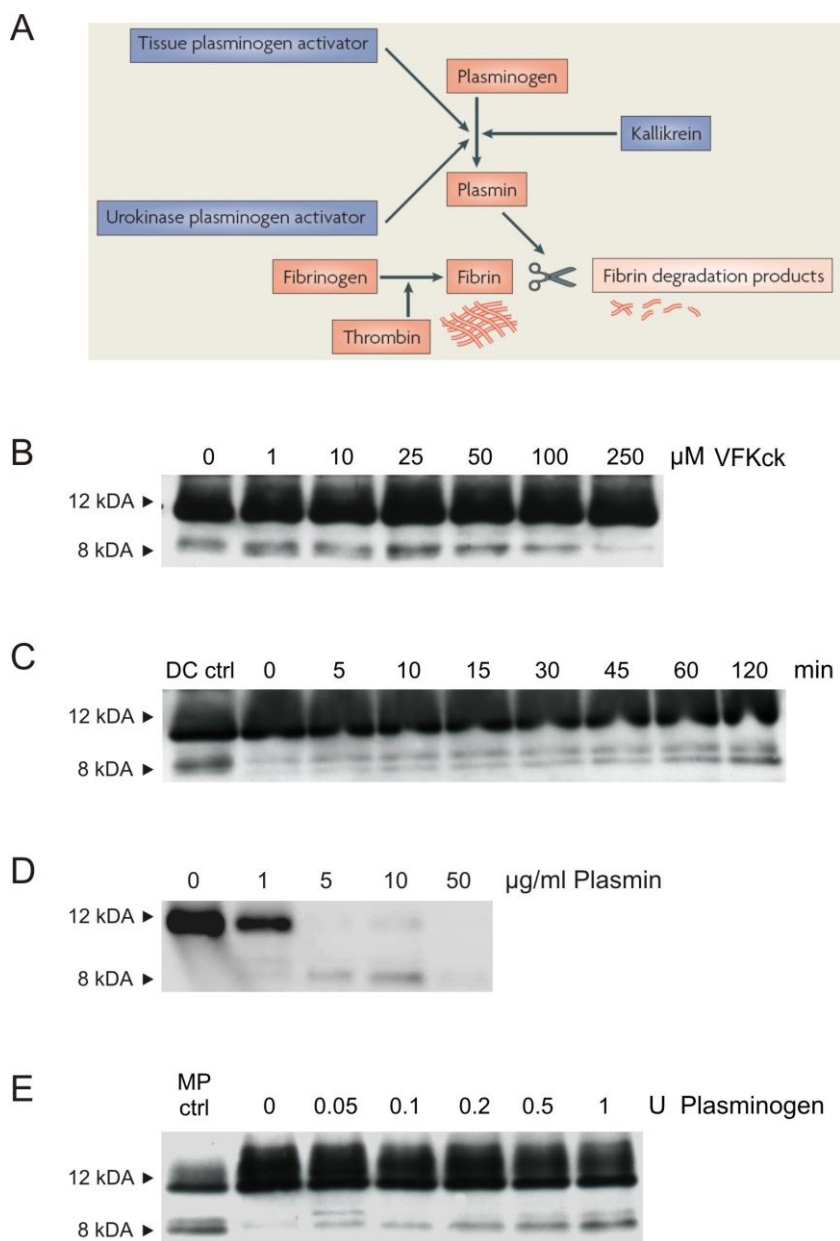 A
Tissue plasminogen activator
Plasminogen
Kallikrein
Plasmin
Urokinase plasminogen activator
Fibrinogen
Fibrin
Fibrin degradation products
Thrombin
B
0 1 10 25 50 100 250 µM VFKck
12 kDA ►
8 kDA ►
C
DC ctrl 0 5 10 15 30 45 60 120 min
12 kDA ►
8 kDA ►
D
0 1 5 10 50 µg/ml Plasmin
12 kDA ►
8 kDA ►
E
MP
ctrl 0 0.05 0.1 0.2 0.5 1 U Plasminogen
12 kDA ►
8 kDA ►